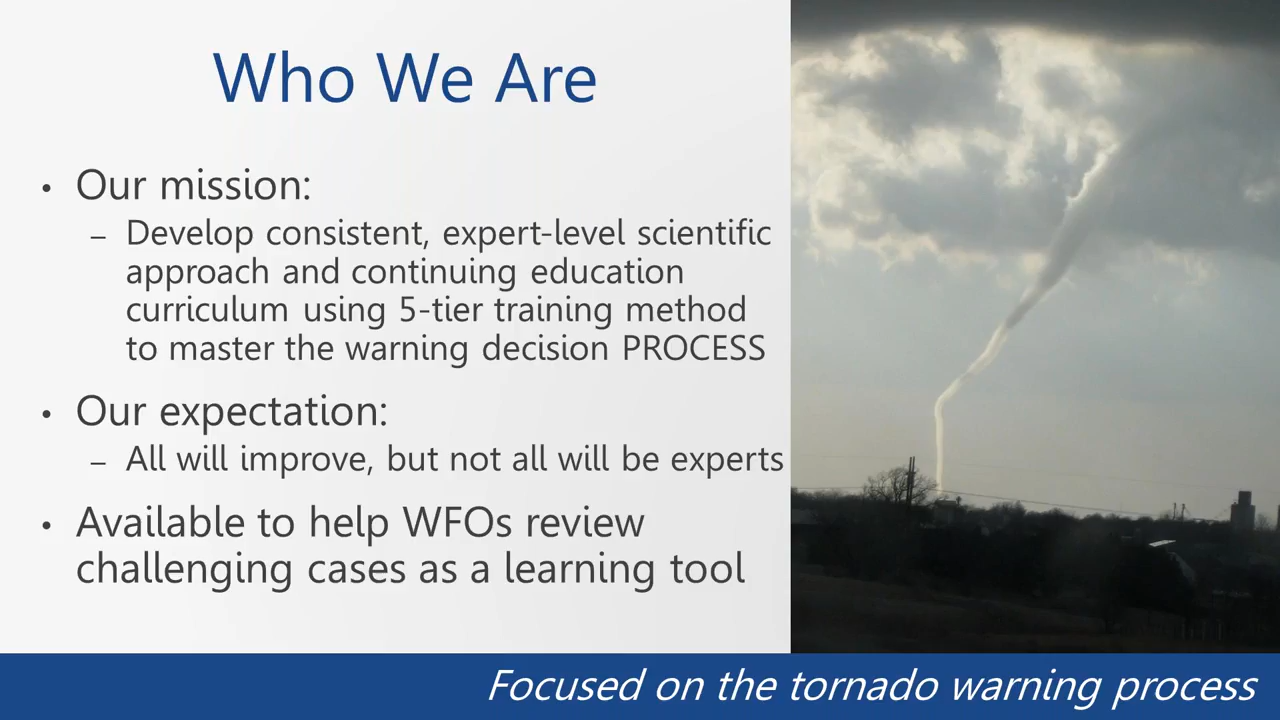 Who We Are
• Our mission:
– Develop consistent, expert-level scientific
approach and continuing education
curriculum using 5-tier training method
to master the warning decision PROCESS
• Our expectation:
– All will improve, but not all will be experts
• Available to help WFOs review
challenging cases as a learning tool
Focused on the tornado warning process